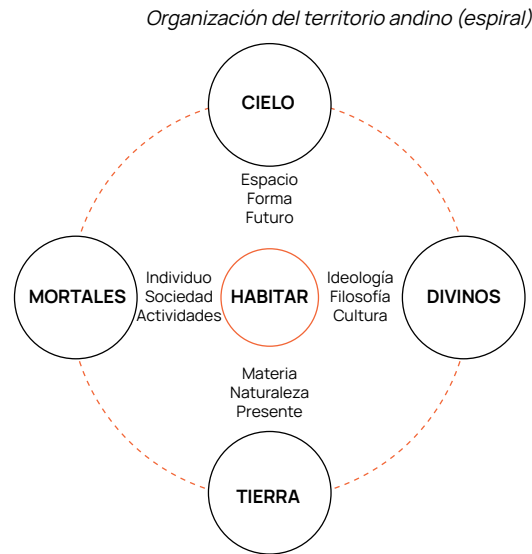 Organización del territorio andino (espiral)
CIELO
Espacio
Forma
Futuro
MORTALES
Individuo
Sociedad
Actividades
HABITAR
Ideología
Filosofía
Cultura
DIVINOS
Materia
Naturaleza
Presente
TIERRA